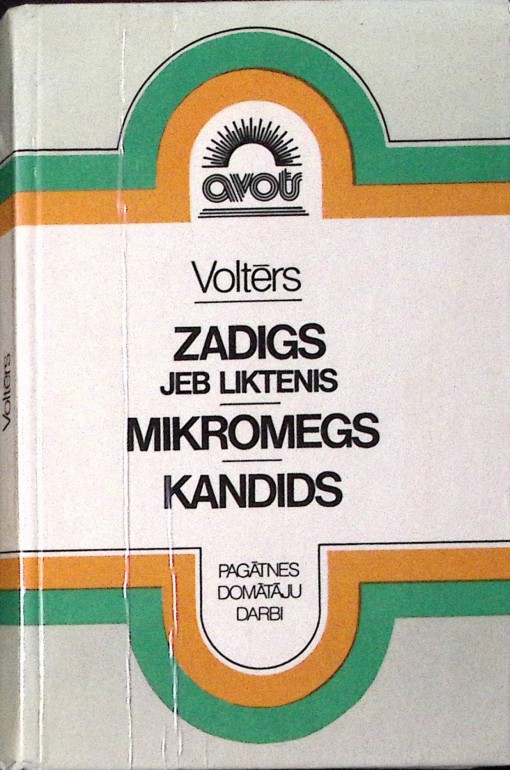 avots
Voltērs
ZADIGS
JEB LIKTENIS
MIKROMEGS
KANDIDS
PAGĀTNES
DOMĀTĀJU
DARBI
Voltērs